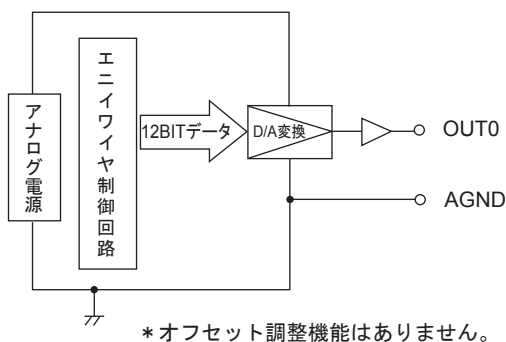 アナログ電源
エニイワイヤ制御回路
12BITデータ
D/A変換
OUT0
AGND
＊オフセット調整機能はありません。